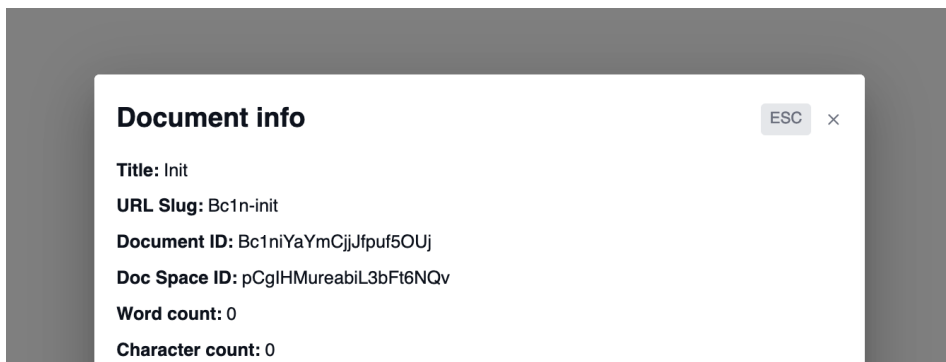 Document info
ESC ×
Title: Init
URL Slug: Bc1n-init
Document ID: Bc1niYaYmCjjJfpuf5OUj
Doc Space ID: pCgIHMureabiL3bFt6NQv
Word count: 0
Character count: 0